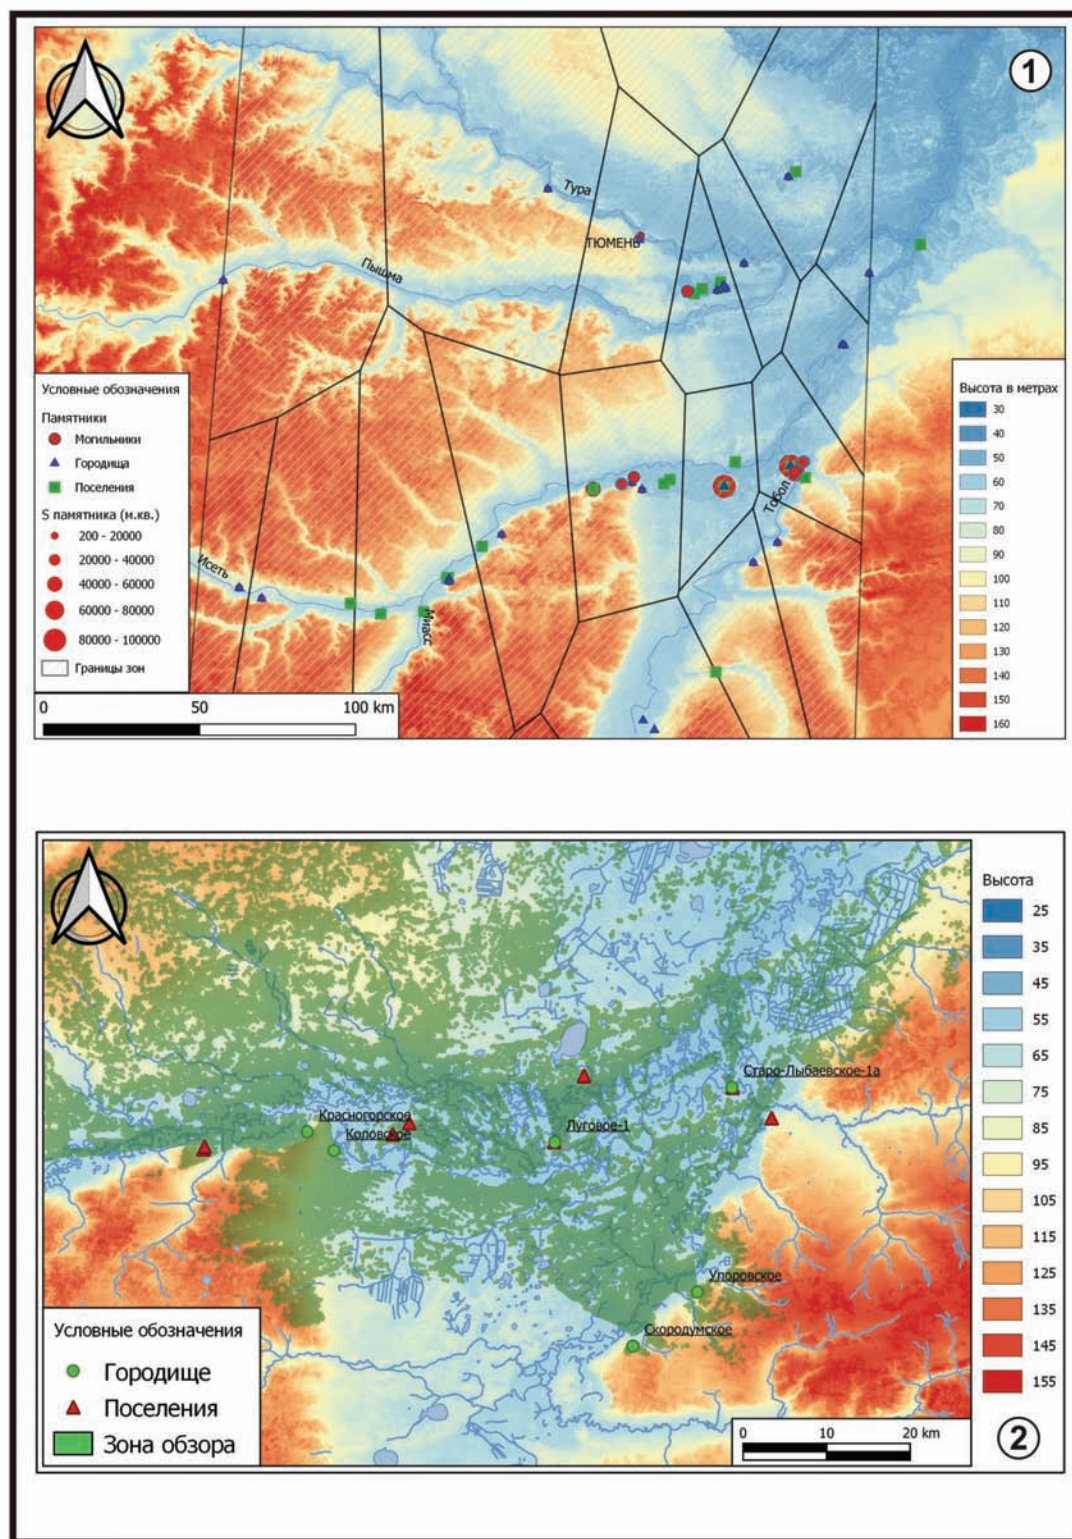 1
Тура
ТЮМЕНЬ
Пышма
Условные обозначения
Памятники
Могильники
Городища
Поселения
S памятника (м.кв.)
200 - 20000
20000 - 40000
40000 - 60000
60000 - 80000
80000 - 100000
Границы зон
Исеть
Миасс
Тобол
0 50 100 km
Высота в метрах
30
40
50
60
70
80
90
100
110
120
130
140
150
160
Красногорское
Коловское
Луговое-1
Старо-Лыбаевское-1а
Упоровское
Скородумское
Условные обозначения
Городище
Поселения
Зона обзора
0 10 20 km
Высота
25
35
45
55
65
75
85
95
105
115
125
135
145
155
2